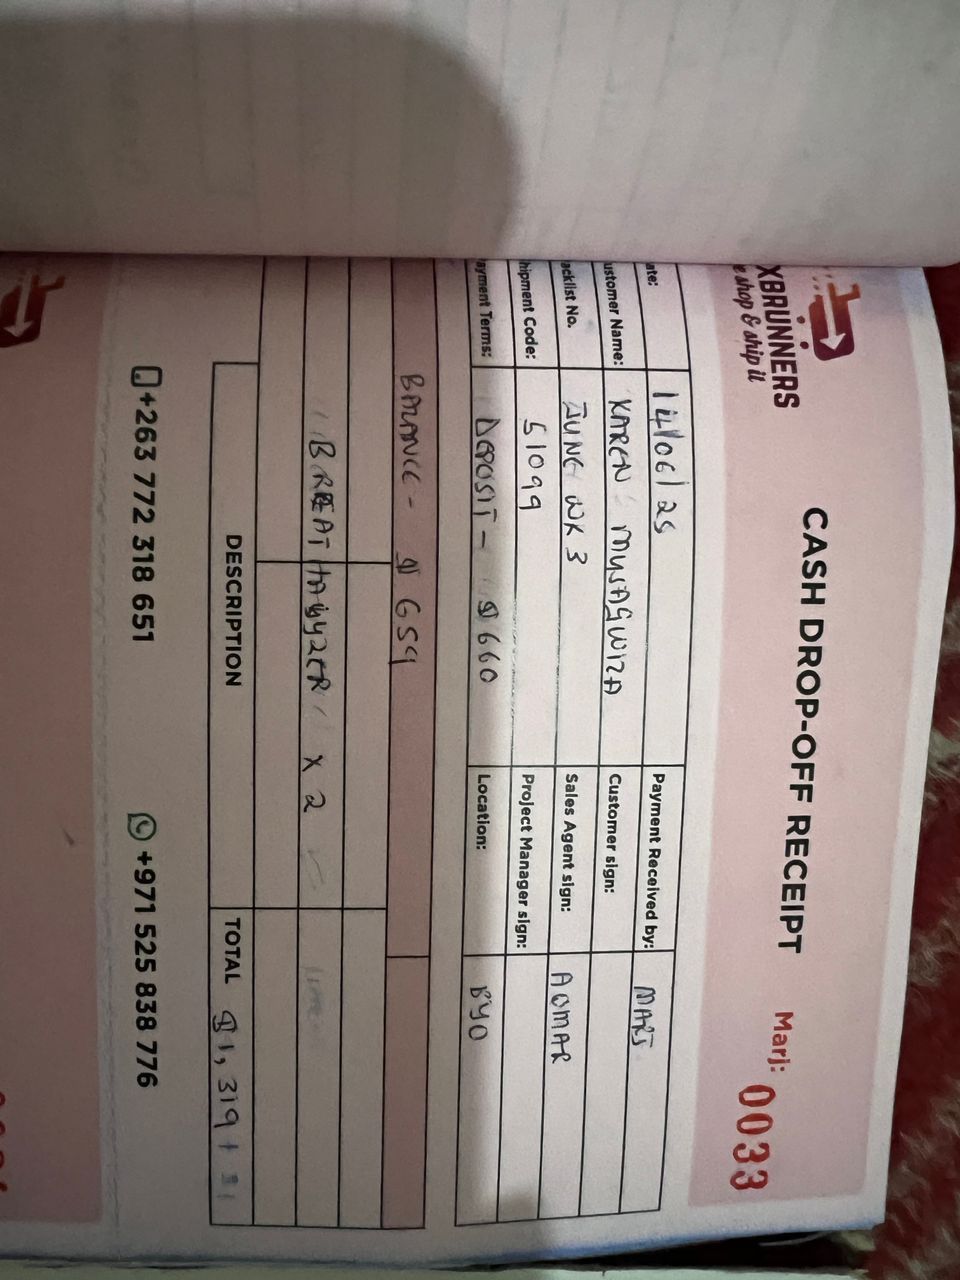 XBRUNNERS
e shop & ship it
CASH DROP-OFF RECEIPT
Marj: 0033
ate: 14/06/25 Payment Received by: MARJ
ustomer Name: KAREN Customer sign:
acklist No. JUNE WK 3 Sales Agent sign: AOMAR
hipment Code: 51099 Project Manager sign:
ayment Terms: DEPOSIT - $660 Location: BYO
BALANCE - $659
x 2
DESCRIPTION TOTAL $1,319
+263 772 318 651 +971 525 838 776